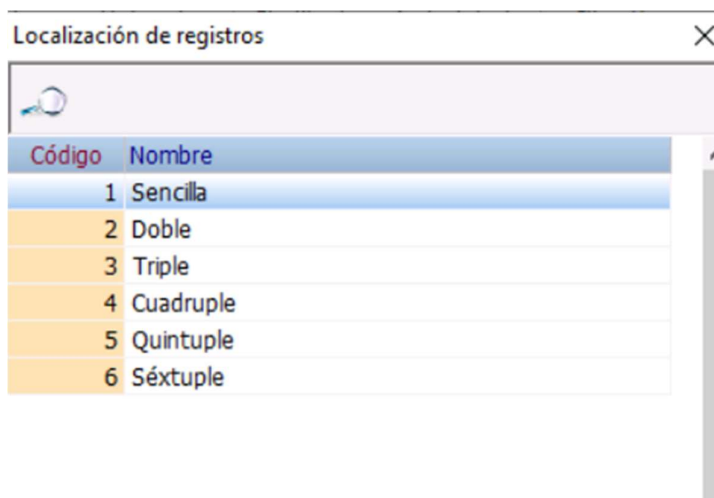 Localización de registros
Código Nombre
1 Sencilla
2 Doble
3 Triple
4 Cuadruple
5 Quintuple
6 Séxtuple